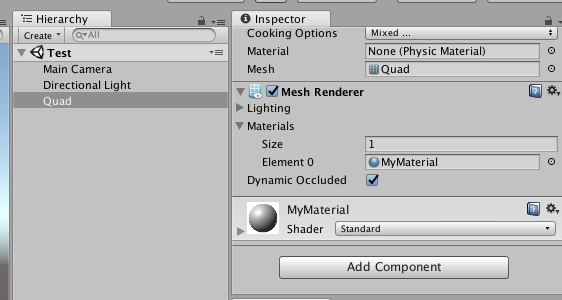 Hierarchy
Create
All
Test
Main Camera
Directional Light
Quad
Inspector
Cooking Options Mixed ...
Material None (Physic Material)
Mesh Quad
Mesh Renderer
Lighting
Materials
Size 1
Element 0 MyMaterial
Dynamic Occluded
MyMaterial
Shader Standard
Add Component